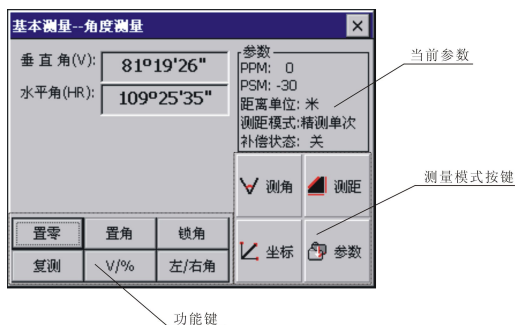 基本测量--角度测量
垂 直 角(V): 81º19'26"
水平角(HR): 109º25'35"
参数
PPM: 0
PSM: -30
距离单位: 米
测距模式:精测单次
补偿状态: 关
当前参数
测角 测距
测量模式按键
坐标 参数
置零 置角 锁角
复测 V/% 左/右角
功能键